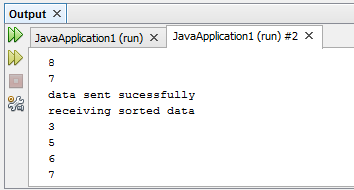 Output ×
JavaApplication1 (run) × JavaApplication1 (run) #2 ×
8
7
data sent sucessfully
receiving sorted data
3
5
6
7